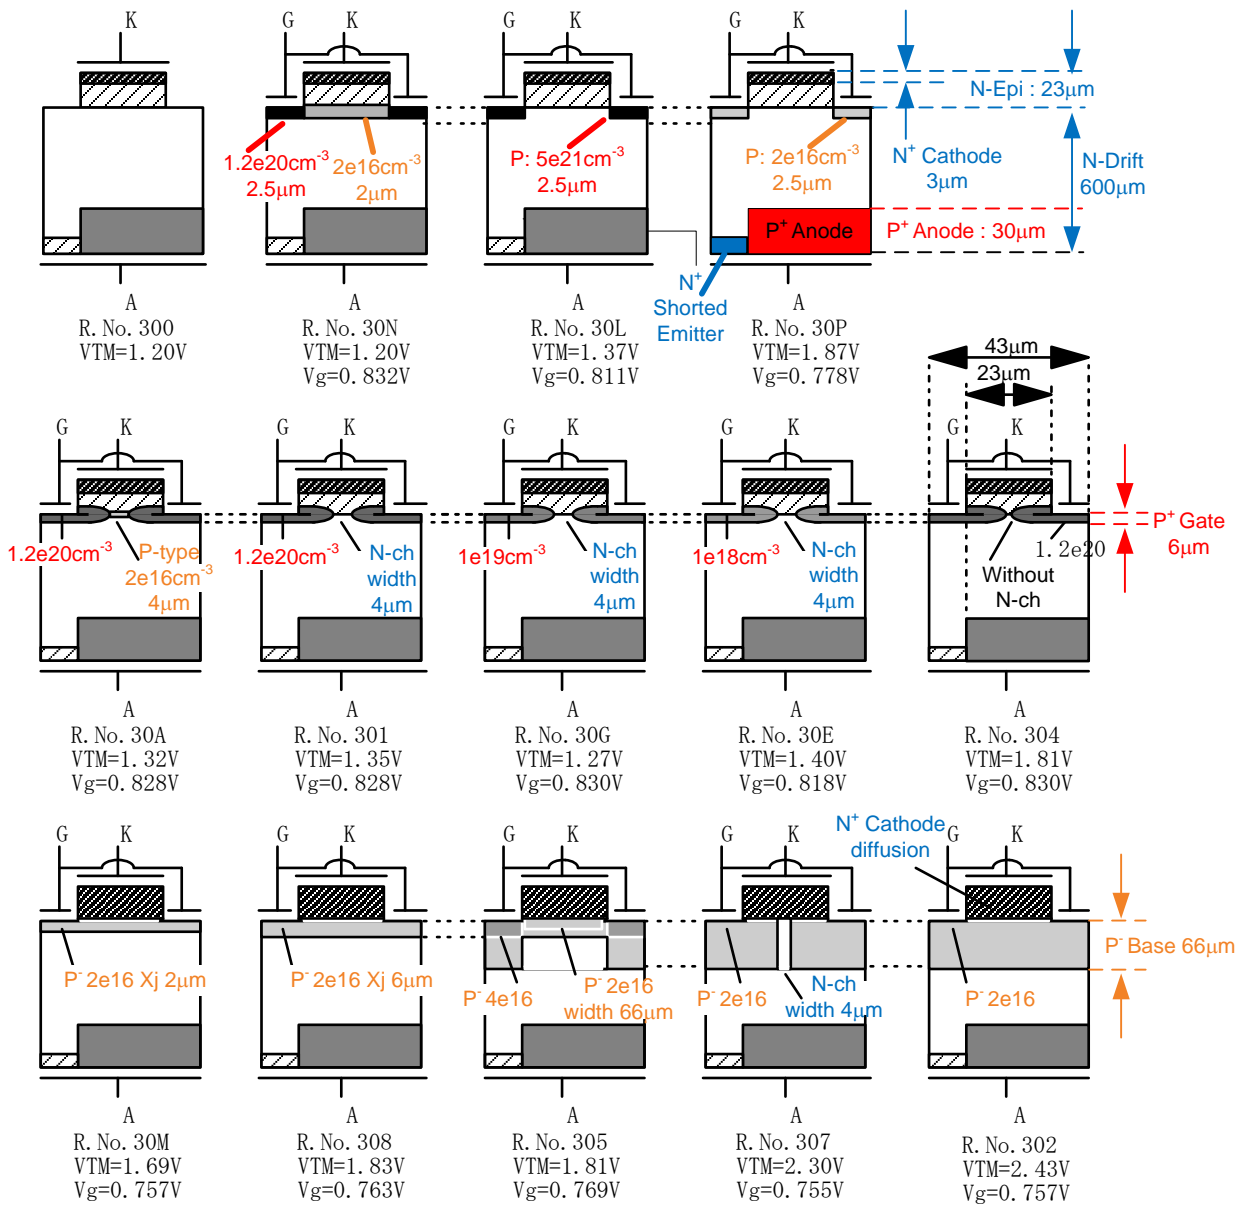 K
G K
G K
G K
N-Epi : 23μm
1.2e20cm-3
2.5μm
2e16cm-3
2μm
P: 5e21cm-3
2.5μm
P: 2e16cm-3
2.5μm
N+ Cathode
3μm
N-Drift
600μm
P+ Anode
P+ Anode : 30μm
N+
Shorted
Emitter
A
R.No.300
VTM=1.20V
A
R.No.30N
VTM=1.20V
Vg=0.832V
A
R.No.30L
VTM=1.37V
Vg=0.811V
A
R.No.30P
VTM=1.87V
Vg=0.778V
43μm
23μm
G K
G K
G K
G K
G K
1.2e20cm-3
P-type
2e16cm-3
4μm
1.2e20cm-3
N-ch
width
4μm
1e19cm-3
N-ch
width
4μm
1e18cm-3
N-ch
width
4μm
1.2e20
Without
N-ch
P+ Gate
6μm
A
R.No.30A
VTM=1.32V
Vg=0.828V
A
R.No.301
VTM=1.35V
Vg=0.828V
A
R.No.30G
VTM=1.27V
Vg=0.830V
A
R.No.30E
VTM=1.40V
Vg=0.818V
A
R.No.304
VTM=1.81V
Vg=0.830V
G K
G K
G K
G K
G K
N+ Cathode
diffusion
P- 2e16 Xj 2μm
P- 2e16 Xj 6μm
P- 4e16
P- 2e16
width 66μm
P- 2e16
N-ch
width 4μm
P- 2e16
P- Base 66μm
A
R.No.30M
VTM=1.69V
Vg=0.757V
A
R.No.308
VTM=1.83V
Vg=0.763V
A
R.No.305
VTM=1.81V
Vg=0.769V
A
R.No.307
VTM=2.30V
Vg=0.755V
A
R.No.302
VTM=2.43V
Vg=0.757V